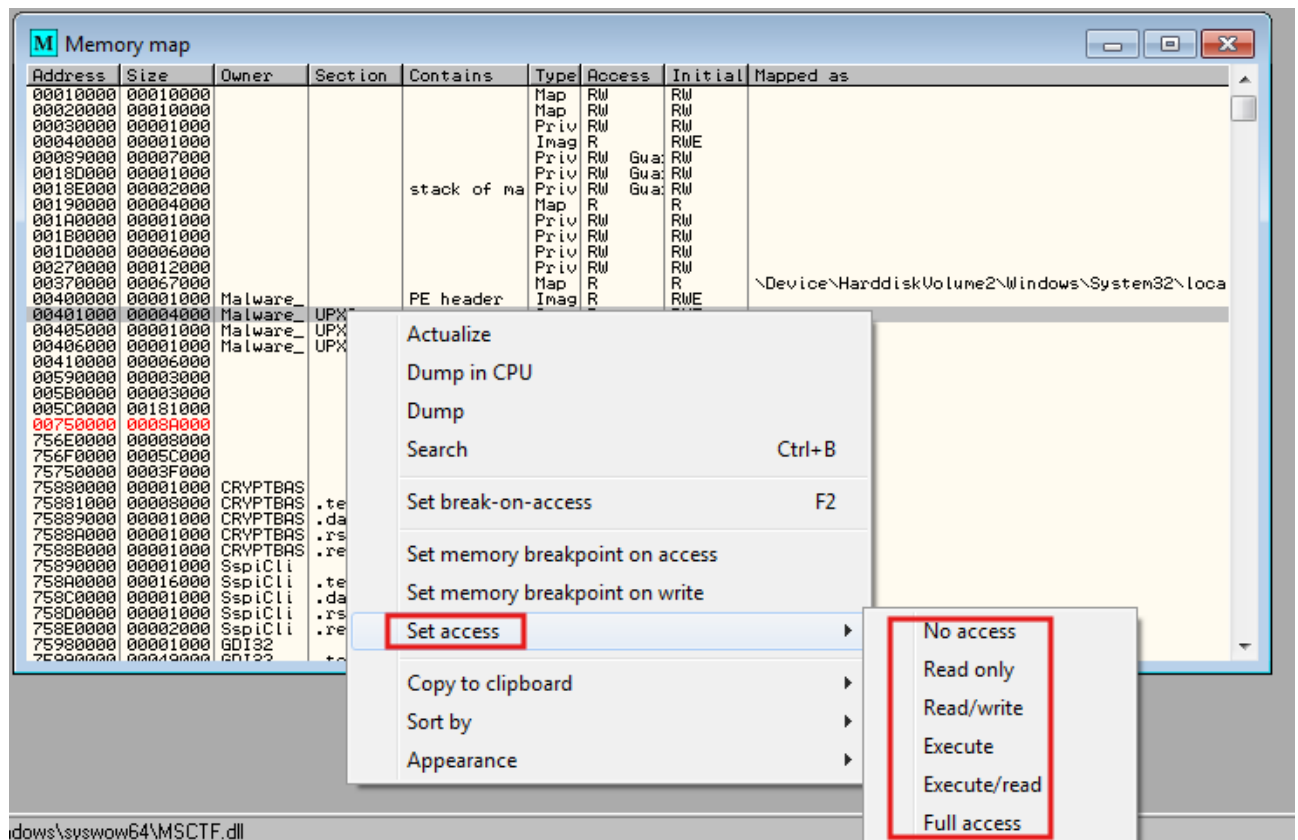 M Memory map
Address Size Owner Section Contains Type Access Initial Mapped as
00010000 00010000 Map RW RW
00020000 00010000 Map RW RW
00030000 00001000 Priv RW RW
00040000 00001000 Imag R RWE
00089000 00007000 Priv RW Gua: RW
0018D000 00001000 Priv RW Gua: RW
0018E000 00002000 stack of ma Priv RW Gua: RW
00190000 00004000 Map R R
001A0000 00001000 Priv RW RW
001B0000 00001000 Priv RW RW
001D0000 00006000 Priv RW RW
00270000 00012000 Priv RW RW
00370000 00067000 Map R R \Device\HarddiskVolume2\Windows\System32\loca
00400000 00001000 Malware_ PE header Imag R RWE
00401000 00004000 Malware_
00405000 00001000 Malware_ UPX
00406000 00001000 Malware_ UPX
00410000 00006000
00590000 00003000
005B0000 00003000
005C0000 00181000
00750000 0008A000
756E0000 00008000
756F0000 0005C000
75750000 0003F000
75880000 00001000 CRYPTBAS
75881000 00008000 CRYPTBAS .te
75889000 00001000 CRYPTBAS .da
7588A000 00001000 CRYPTBAS .rs
7588B000 00001000 CRYPTBAS .re
75890000 00001000 SspiCli
758A0000 00016000 SspiCli .te
758C0000 00001000 SspiCli .da
758D0000 00001000 SspiCli .rs
758E0000 00002000 SspiCli .re
75980000 00001000 GDI32
Actualize
Dump in CPU
Dump
Search Ctrl+B
Set break-on-access F2
Set memory breakpoint on access
Set memory breakpoint on write
Set access
Copy to clipboard
Sort by
Appearance
No access
Read only
Read/write
Execute
Execute/read
Full access
dows\syswow64\MSCTF.dll